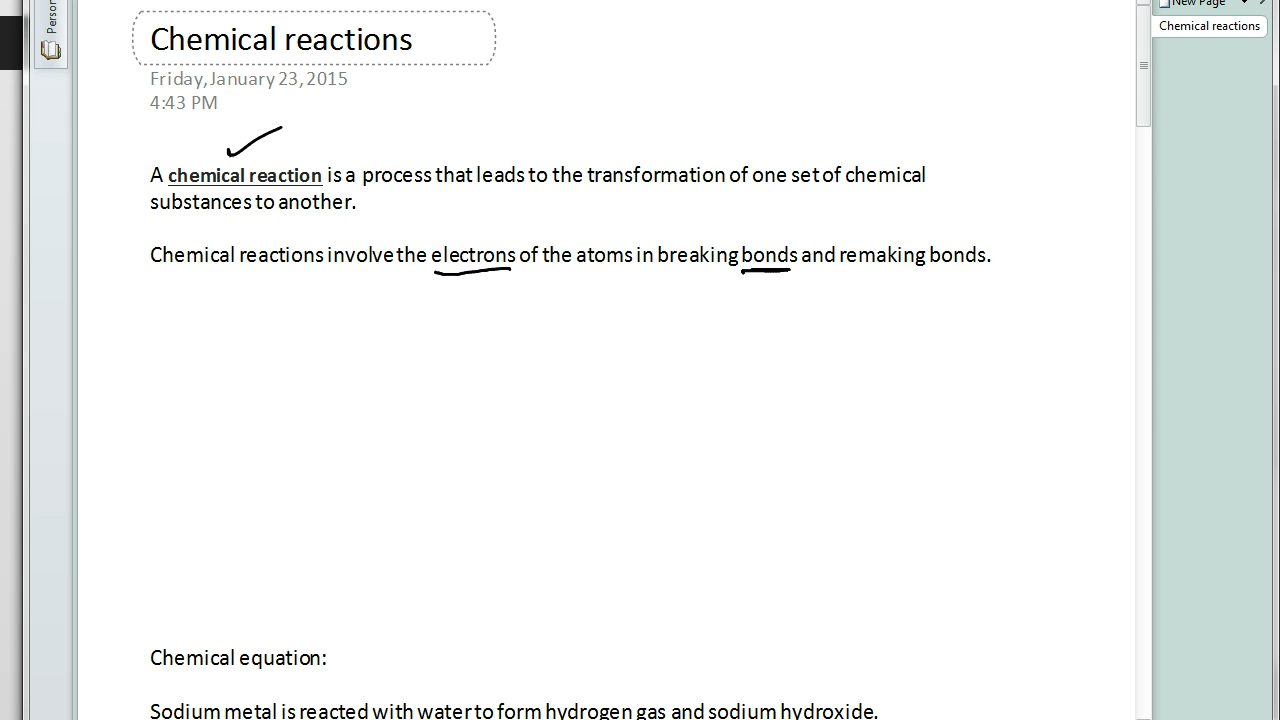 Person
New Page
Chemical reactions
Chemical reactions
Friday, January 23, 2015
4:43 PM
A chemical reaction is a process that leads to the transformation of one set of chemical
substances to another.
Chemical reactions involve the electrons of the atoms in breaking bonds and remaking bonds.
Chemical equation:
Sodium metal is reacted with water to form hydrogen gas and sodium hydroxide.